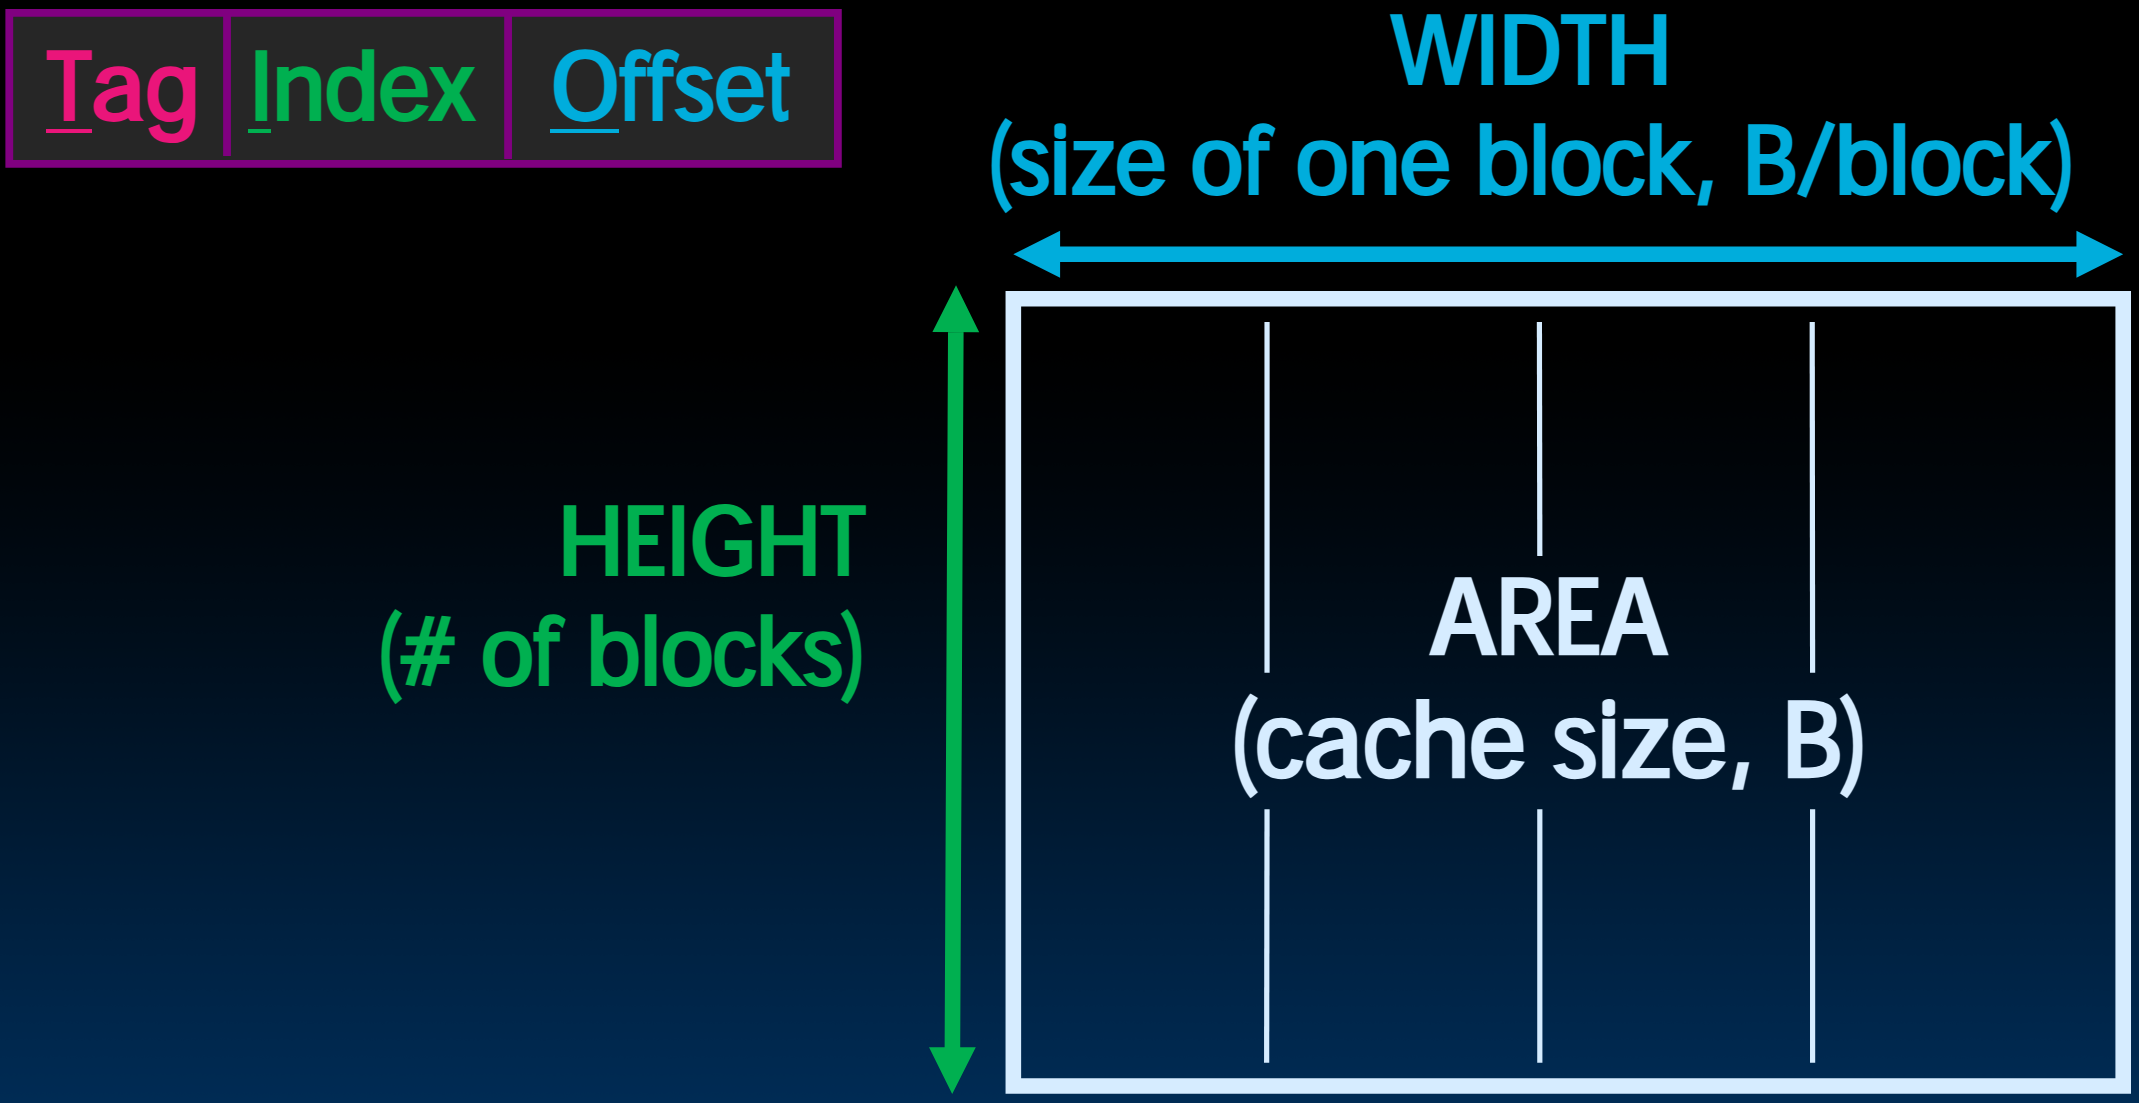 Tag Index Offset
WIDTH
(size of one block, B/block)
HEIGHT
(# of blocks)
AREA
(cache size, B)